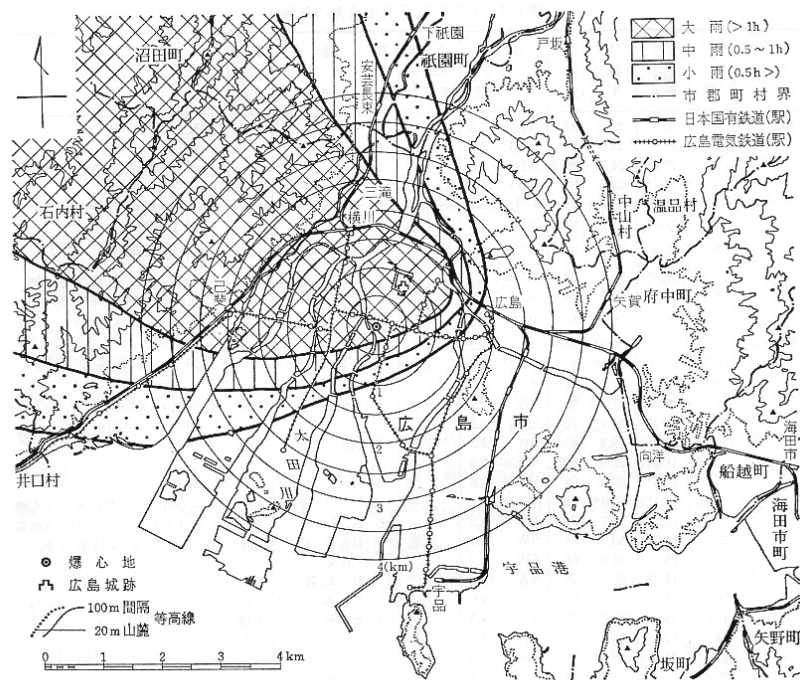 大　雨(>1h)
中　雨(0.5～1h)
小　雨(0.5h>)
市郡町村界
日本国有鉄道(駅)
広島電気鉄道(駅)
沼田町
下祇園
祇園町
安芸長束
戸坂
石内村
三滝
横川
己斐
中山村
温品村
広島
矢賀
府中町
1
広島市
太田川
2
向洋
海田市
井口村
船越町
3
海田市町
4(km)
宇品港
宇品
爆心地
広島城跡
100m間隔
20m山麓
等高線
0 1 2 3 4km
矢野町
坂町